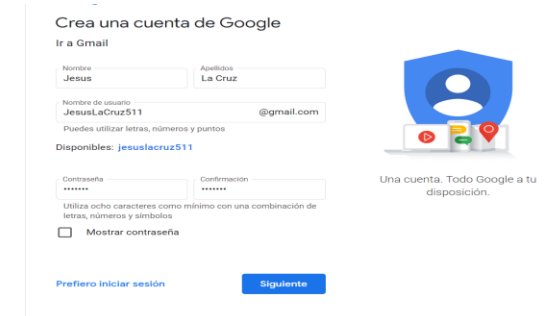 Crea una cuenta de Google
Ir a Gmail
Nombre
Jesus
Apellidos
La Cruz
Nombre de usuario
JesusLaCruz511
@gmail.com
Puedes utilizar letras, números y puntos
Disponibles: jesuslacruz511
Contraseña
•••••••
Confirmación
•••••••
Utiliza ocho caracteres como mínimo con una combinación de
letras, números y símbolos
Mostrar contraseña
Una cuenta. Todo Google a tu
disposición.
Prefiero iniciar sesión
Siguiente